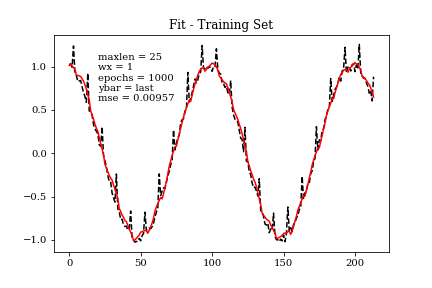 Fit - Training Set
maxlen = 25
wx = 1
epochs = 1000
ybar = last
mse = 0.00957
1.0
0.5
0.0
−0.5
−1.0
0 50 100 150 200